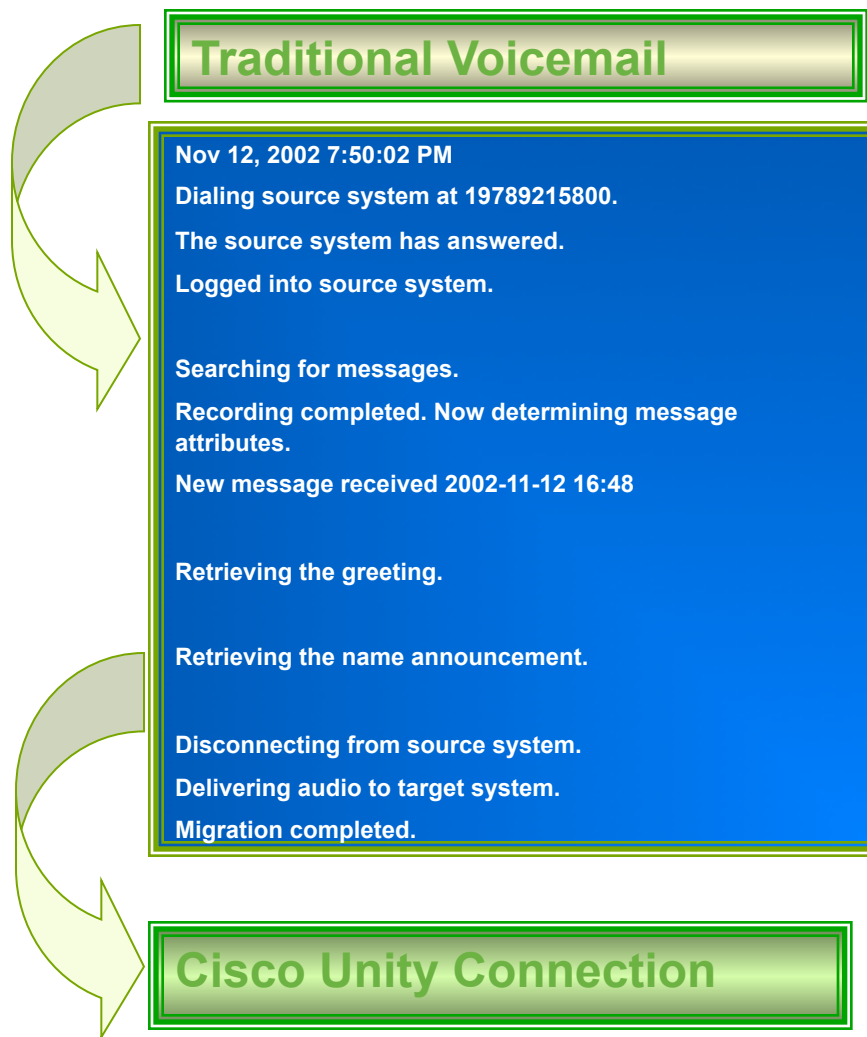 Traditional Voicemail
Nov 12, 2002 7:50:02 PM
Dialing source system at 19789215800.
The source system has answered.
Logged into source system.
Searching for messages.
Recording completed. Now determining message
attributes.
New message received 2002-11-12 16:48
Retrieving the greeting.
Retrieving the name announcement.
Disconnecting from source system.
Delivering audio to target system.
Migration completed.
Cisco Unity Connection